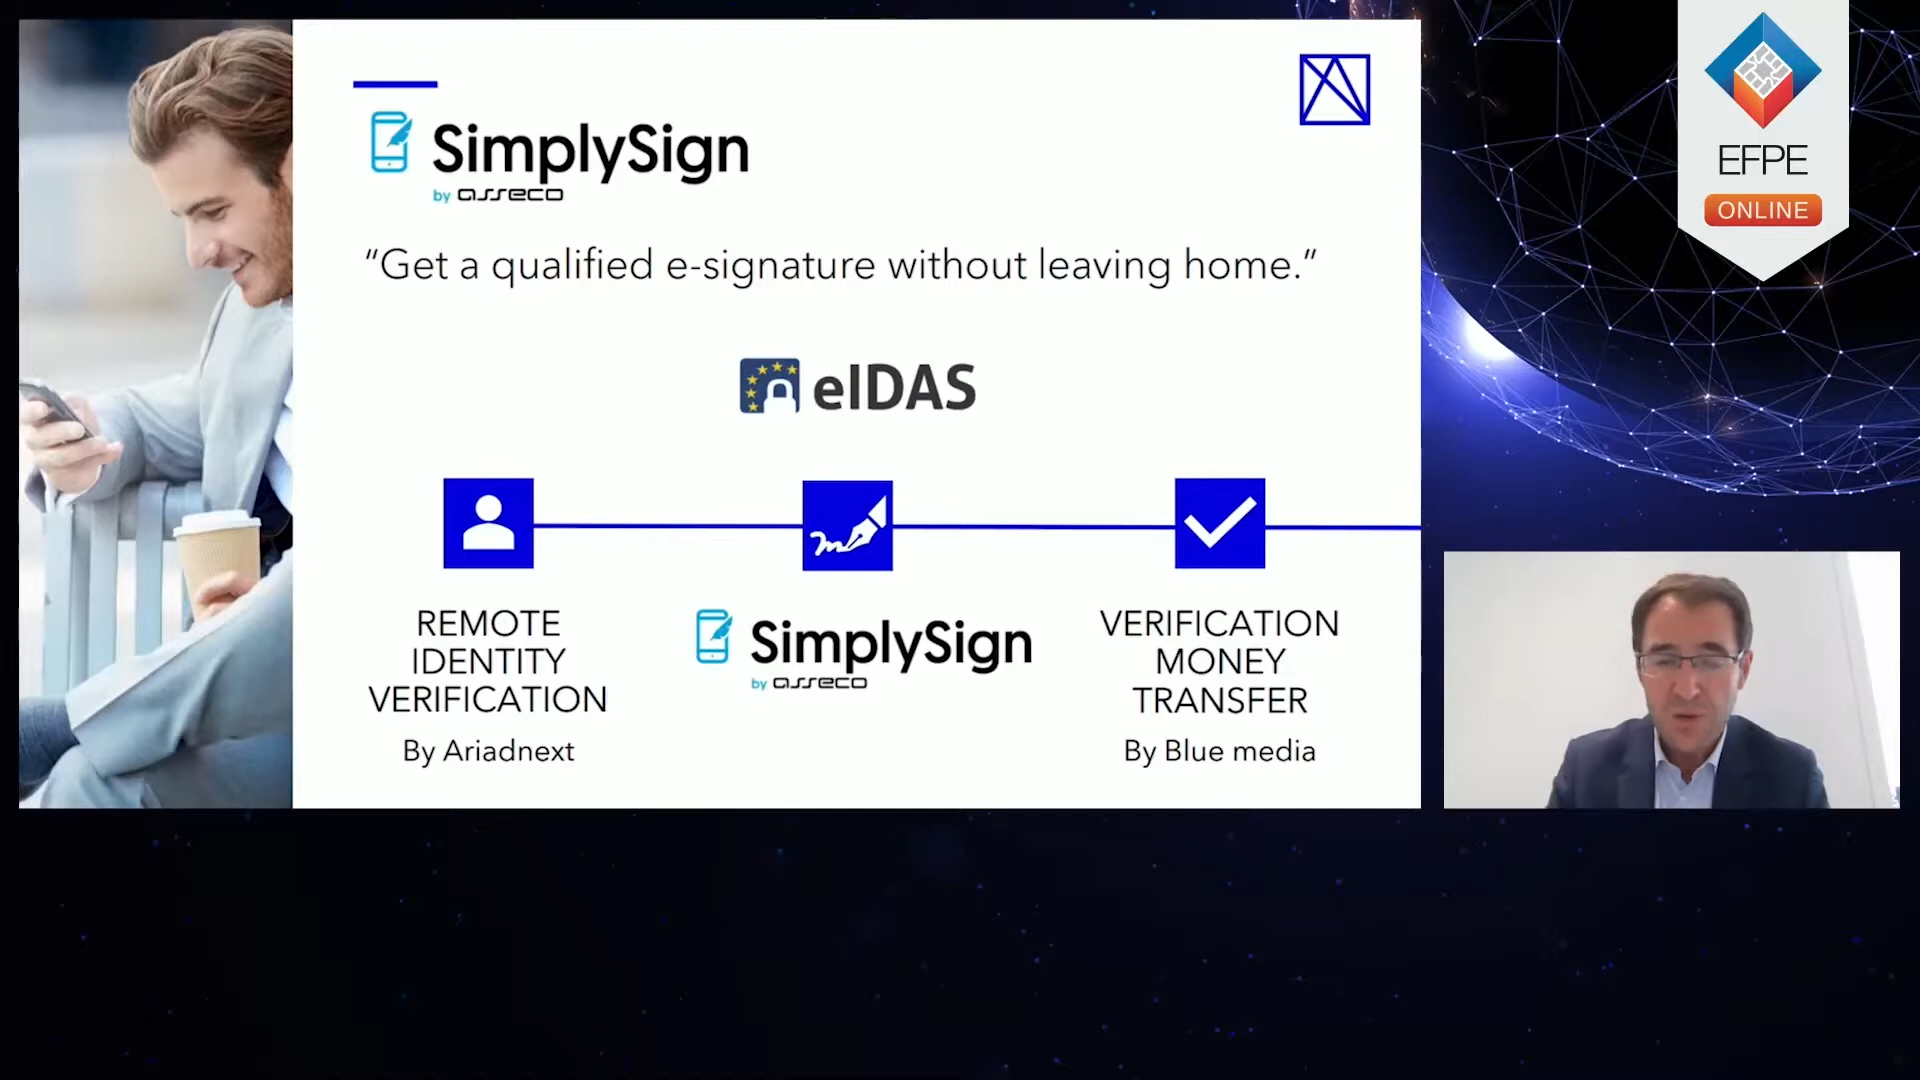 SimplySign
by asseco
“Get a qualified e-signature without leaving home.”
eIDAS
REMOTE
IDENTITY
VERIFICATION
By Ariadnext
SimplySign
by asseco
VERIFICATION
MONEY
TRANSFER
By Blue media
EFPE
ONLINE